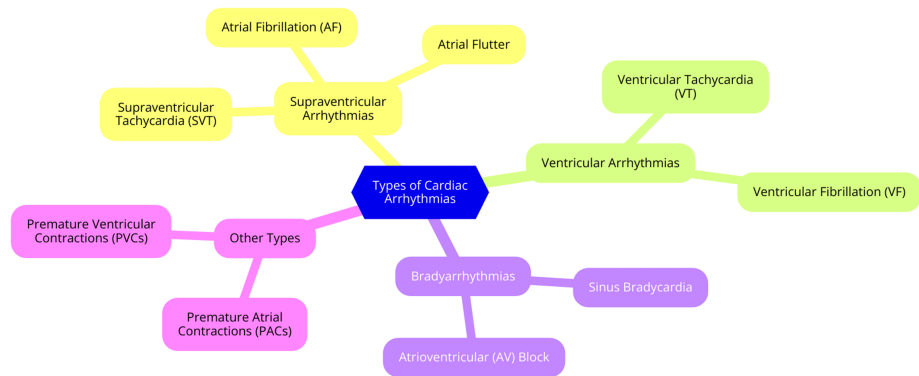 Atrial Fibrillation (AF)
Atrial Flutter
Supraventricular
Tachycardia (SVT)
Supraventricular
Arrhythmias
Ventricular Tachycardia
(VT)
Ventricular Arrhythmias
Ventricular Fibrillation (VF)
Types of Cardiac
Arrhythmias
Premature Ventricular
Contractions (PVCs)
Other Types
Premature Atrial
Contractions (PACs)
Bradyarrhythmias
Sinus Bradycardia
Atrioventricular (AV) Block